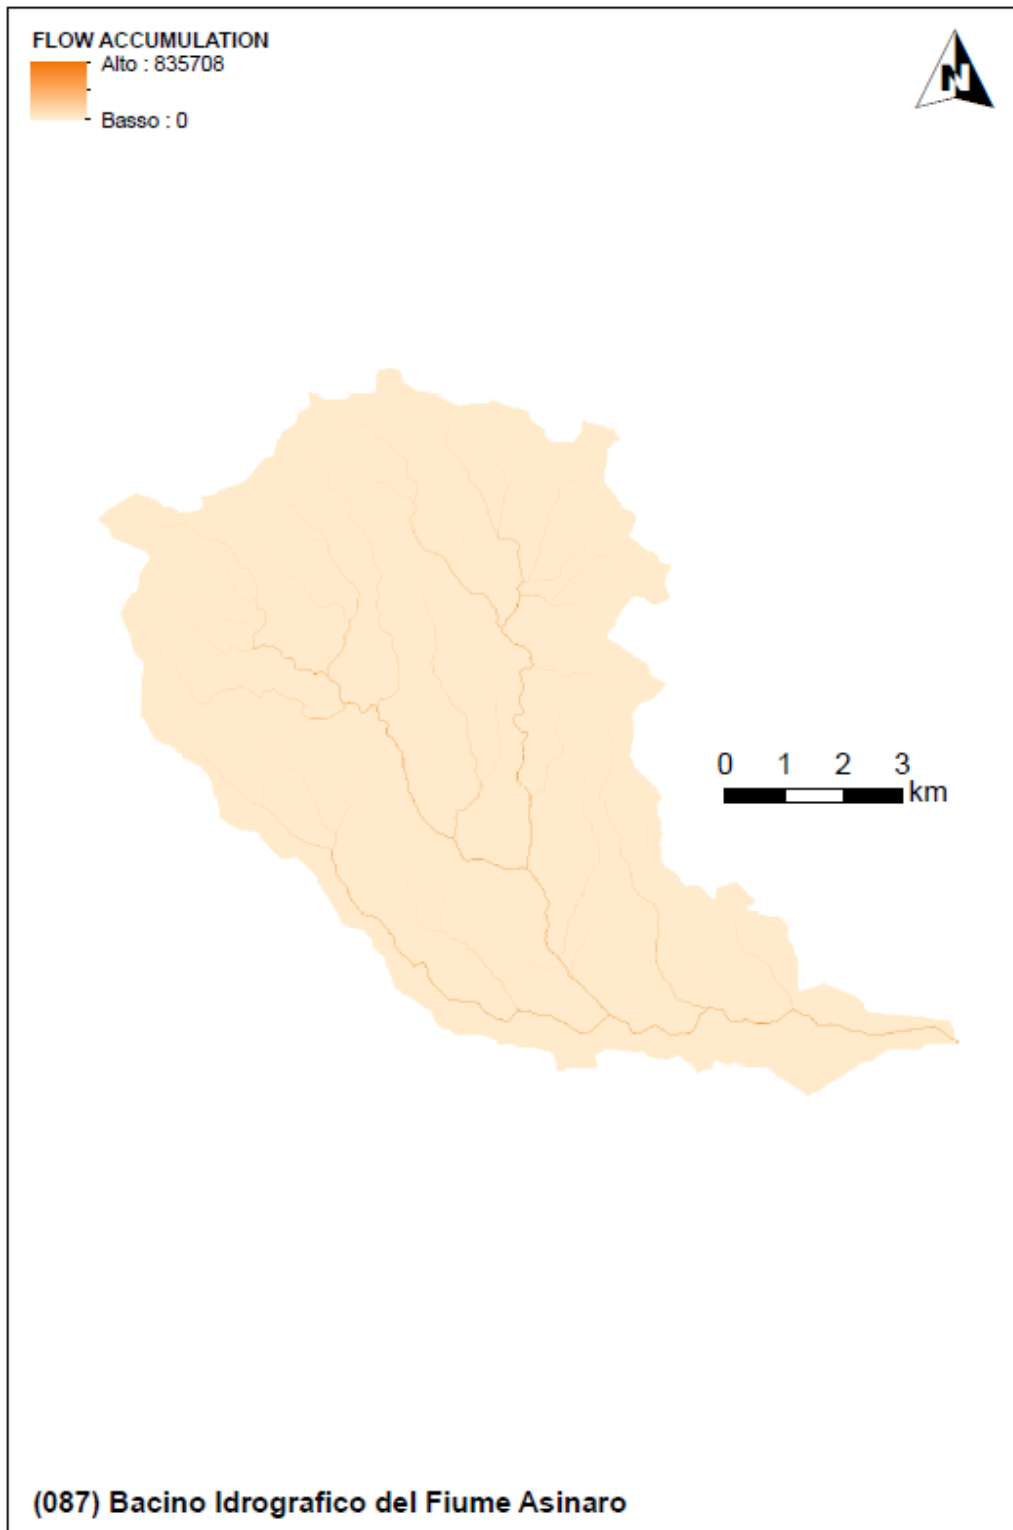 FLOW ACCUMULATION
Alto : 835708
Basso : 0
N
0 1 2 3
km
(087) Bacino Idrografico del Fiume Asinaro